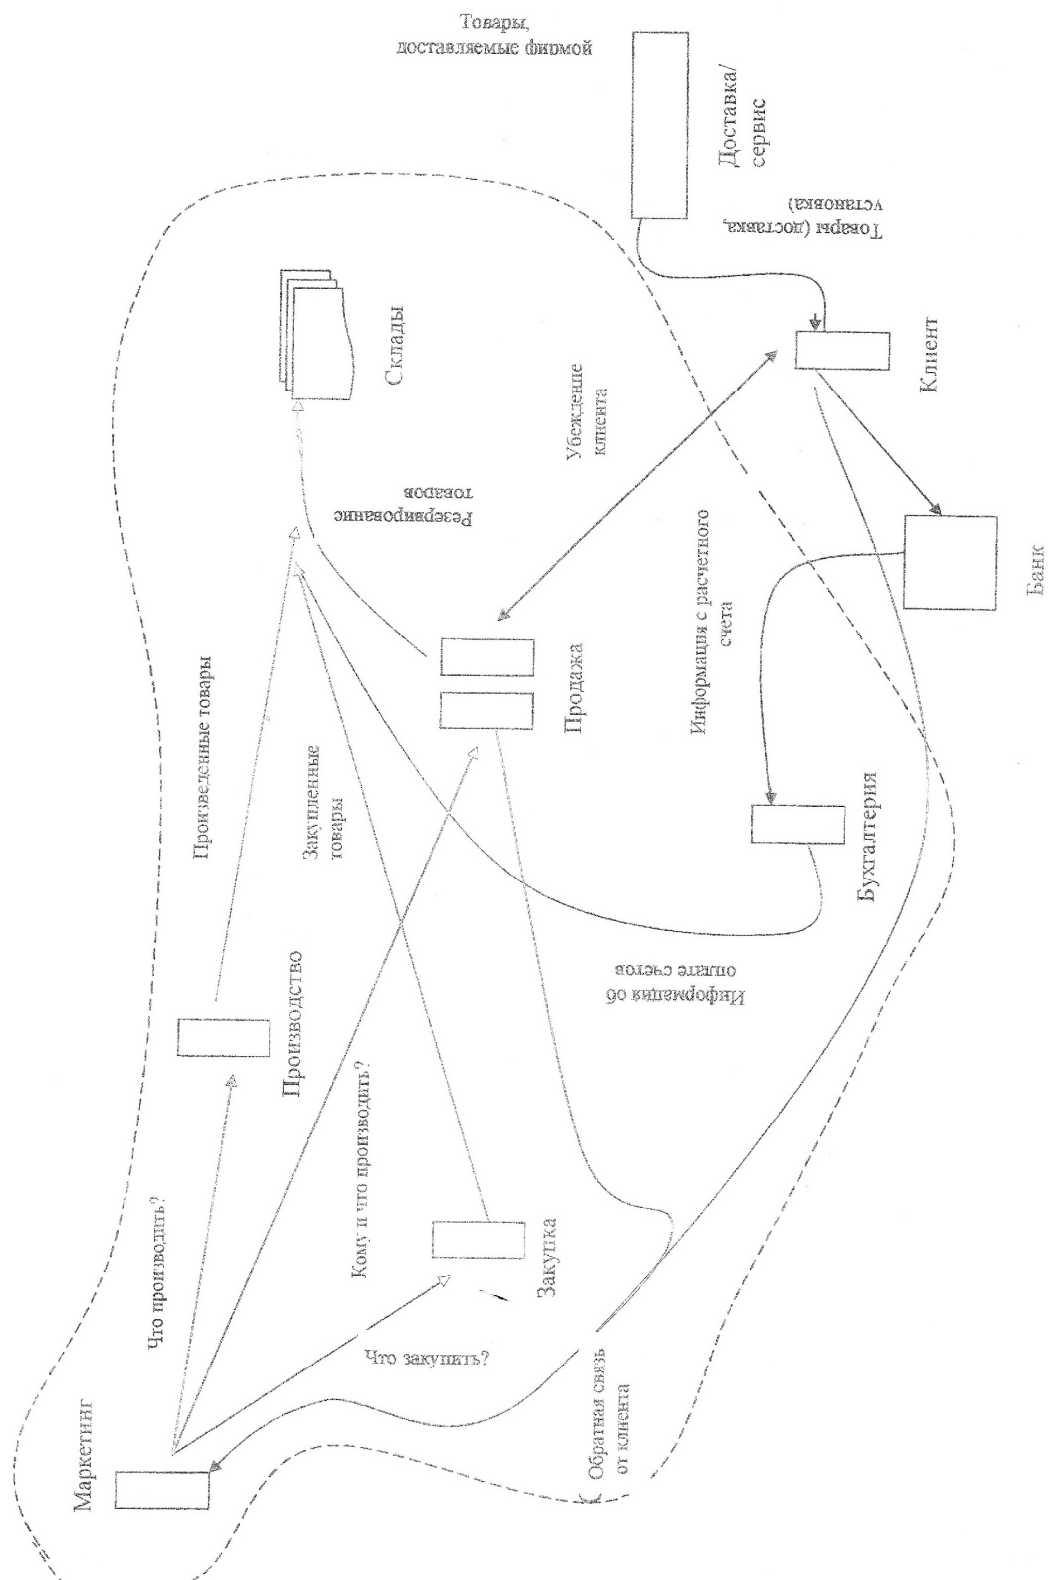 Товары,
доставляемые фирмой
Доставка/
сервис
Товары (доставка,
установка)
Склады
Клиент
Убеждение
клиента
Резервирование
товаров
Информация с расчетного
счета
Банк
Продажа
Произведенные товары
Закупленные
товары
Бухгалтерия
Информация об
оплате счетов
Производство
Кому и что производить?
Что производить?
Закупка
Что закупить?
Обратная связь
от клиента
Маркетинг